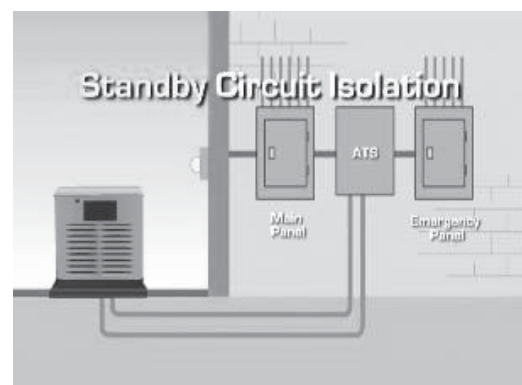 Standby Circuit Isolation
ATS
Main
Panel
Emergency
Panel